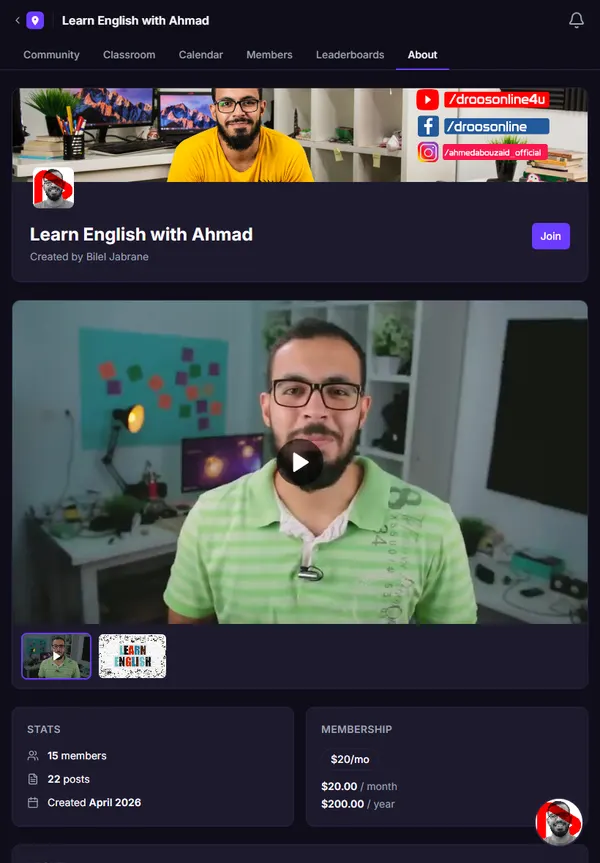 Learn English with Ahmad
Community Classroom Calendar Members Leaderboards About
/droosonline4u
/droosonline
/ahmedabouzaid_official
Learn English with Ahmad
Created by Bilel Jabrane
Join
LEARN
ENGLISH
STATS
15 members
22 posts
Created April 2026
MEMBERSHIP
$20/mo
$20.00 / month
$200.00 / year